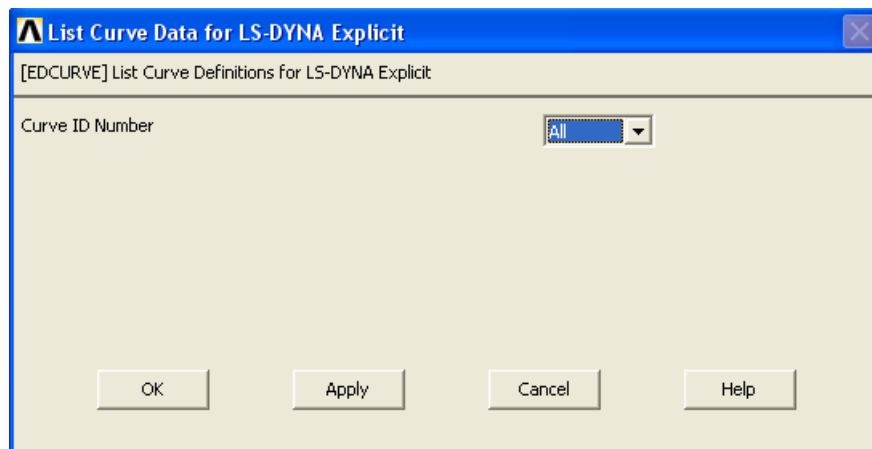 List Curve Data for LS-DYNA Explicit
[EDCURVE] List Curve Definitions for LS-DYNA Explicit
Curve ID Number All
OK Apply Cancel Help